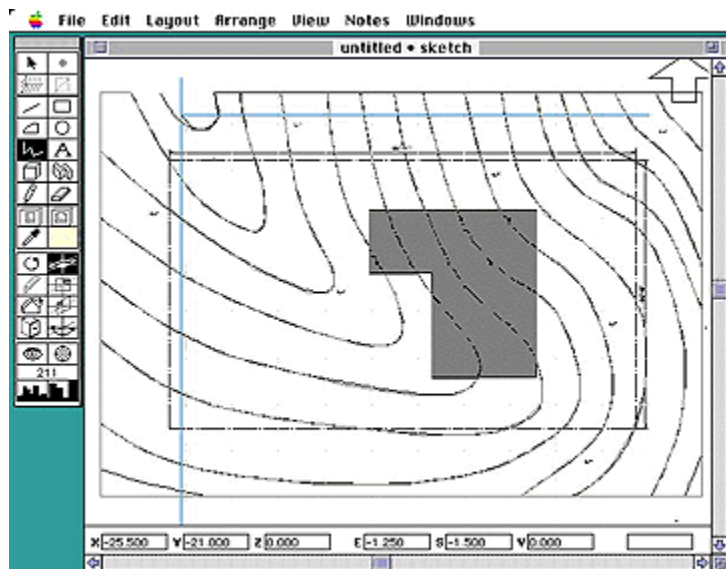 File Edit Layout Arrange View Notes Windows
untitled • sketch
A
211
X -25.500 Y -21.000 Z 0.000 E -1.250 S -1.500 V 0.000